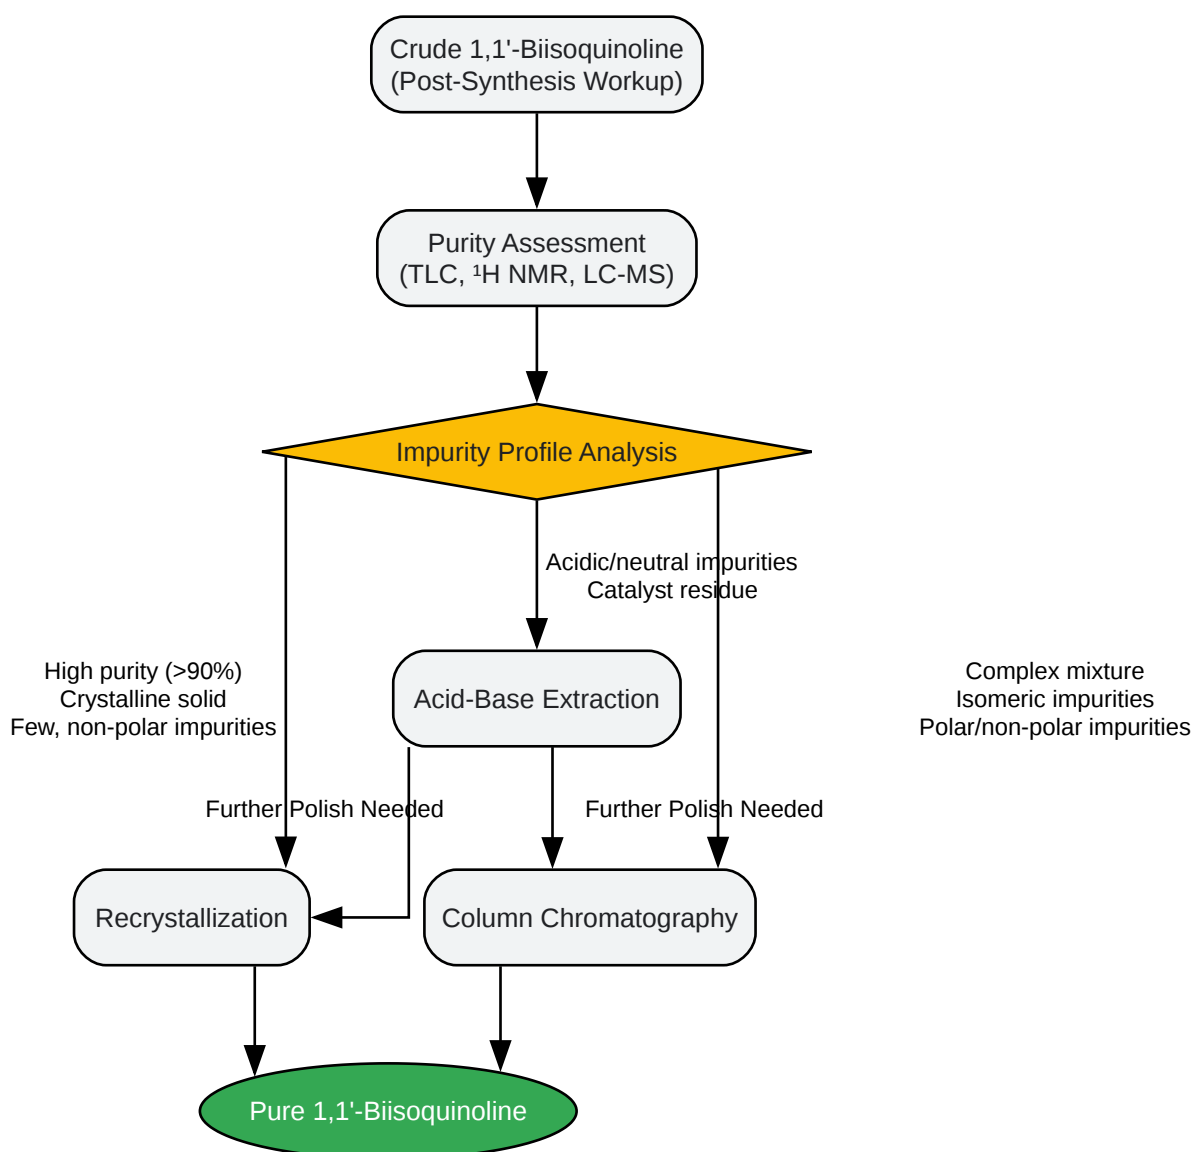 Crude 1,1'-Biisoquinoline
(Post-Synthesis Workup)
Purity Assessment
(TLC, ¹H NMR, LC-MS)
Impurity Profile Analysis
Acidic/neutral impurities
Catalyst residue
High purity (>90%)
Crystalline solid
Few, non-polar impurities
Acid-Base Extraction
Complex mixture
Isomeric impurities
Polar/non-polar impurities
Further Polish Needed
Further Polish Needed
Recrystallization
Column Chromatography
Pure 1,1'-Biisoquinoline